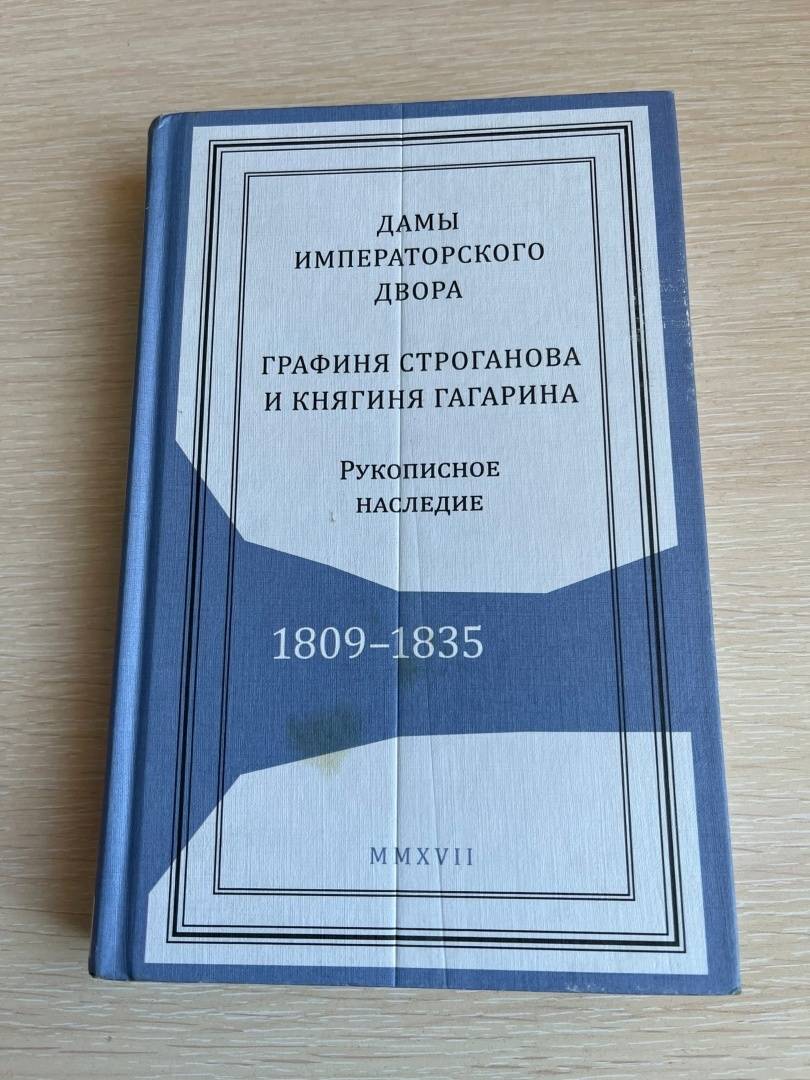 ДАМЫ
ИМПЕРАТОРСКОГО
ДВОРА
ГРАФИНЯ СТРОГАНОВА
И КНЯГИНЯ ГАГАРИНА
Рукописное
наследие
1809–1835
MMXVII